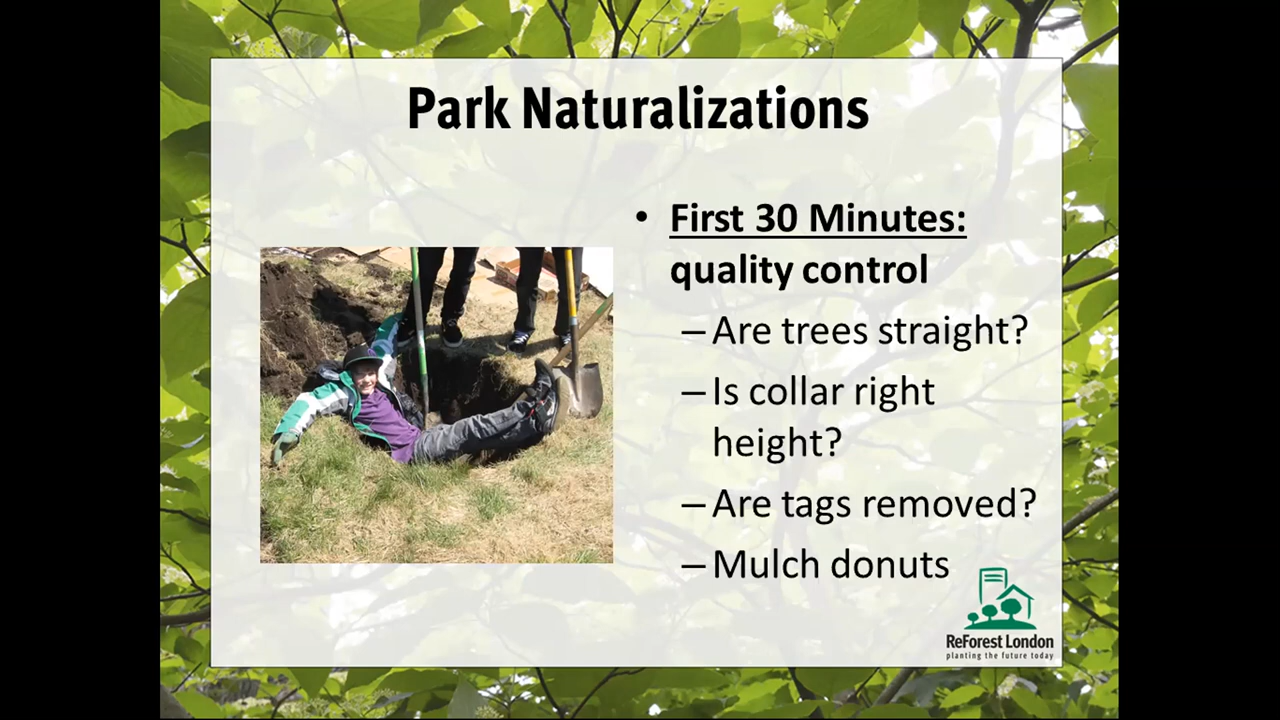 Park Naturalizations
• First 30 Minutes:
quality control
–Are trees straight?
–Is collar right
height?
–Are tags removed?
–Mulch donuts
ReForest London
planting the future today